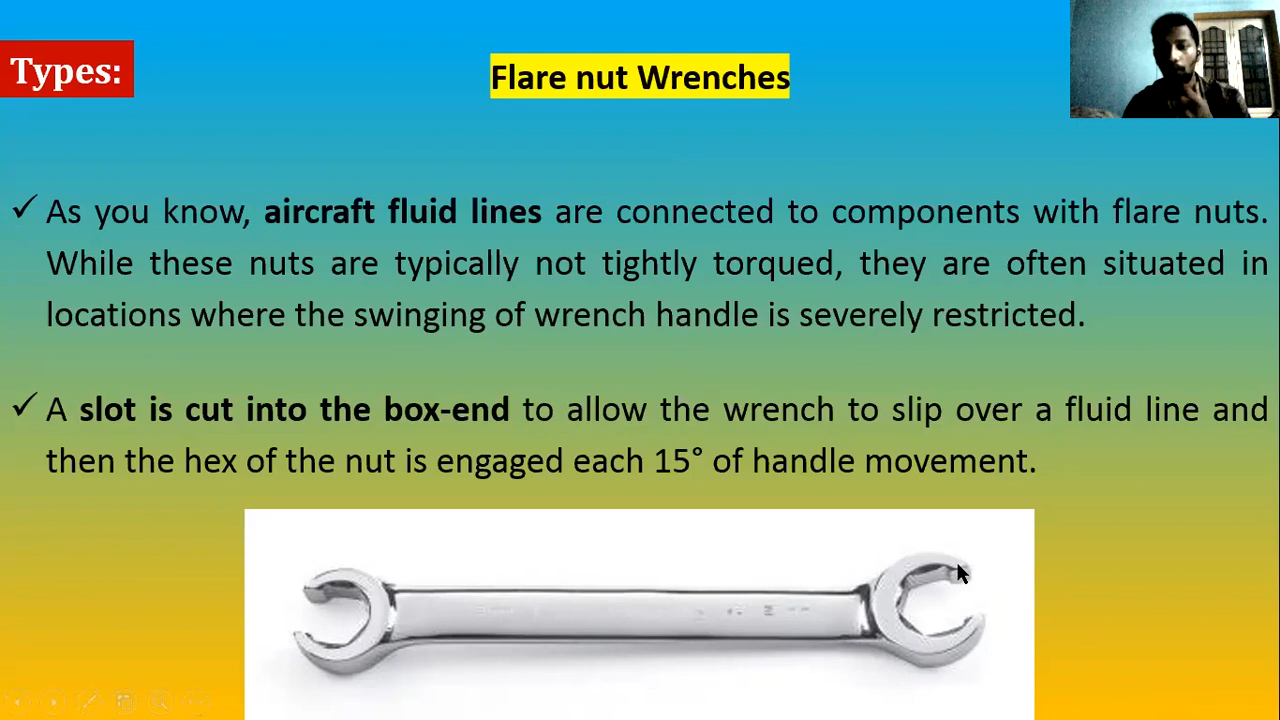 Types:
Flare nut Wrenches
✓ As you know, aircraft fluid lines are connected to components with flare nuts.
While these nuts are typically not tightly torqued, they are often situated in
locations where the swinging of wrench handle is severely restricted.
✓ A slot is cut into the box-end to allow the wrench to slip over a fluid line and
then the hex of the nut is engaged each 15° of handle movement.